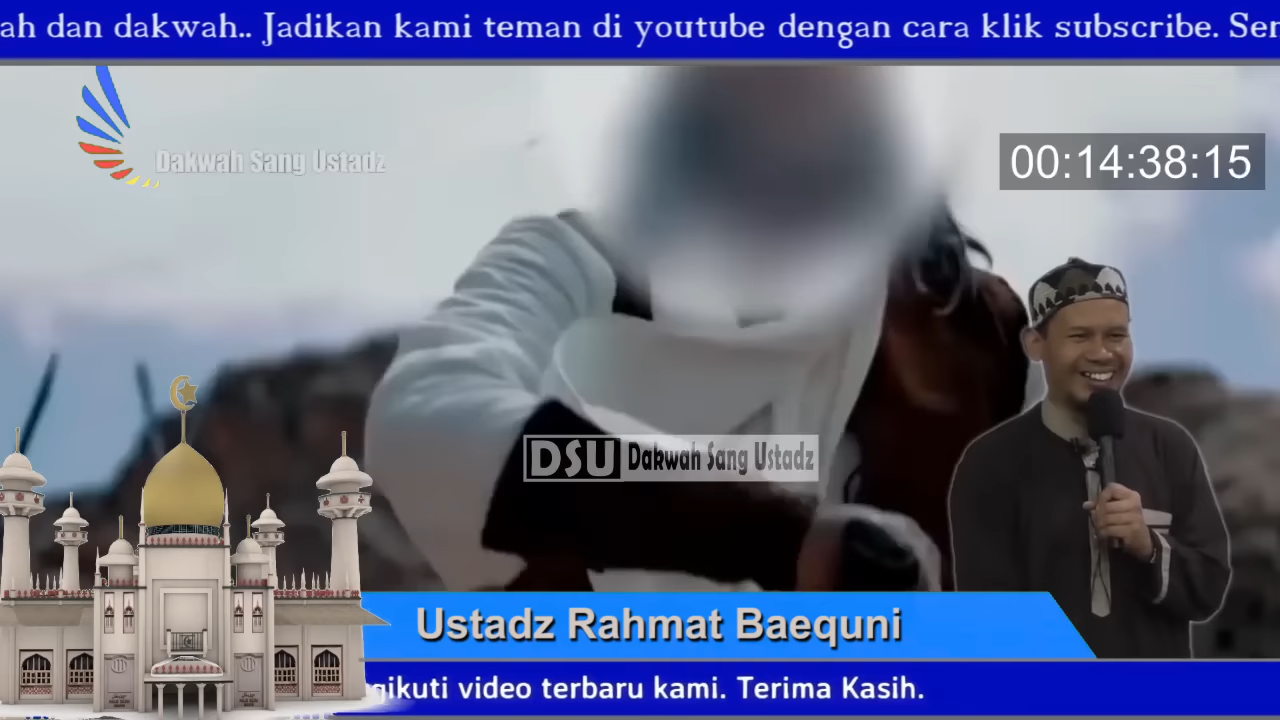 ah dan dakwah.. Jadikan kami teman di youtube dengan cara klik subscribe. Ser
Dakwah Sang Ustadz
00:14:38:15
DSU Dakwah Sang Ustadz
Ustadz Rahmat Baequni
gikuti video terbaru kami. Terima Kasih.